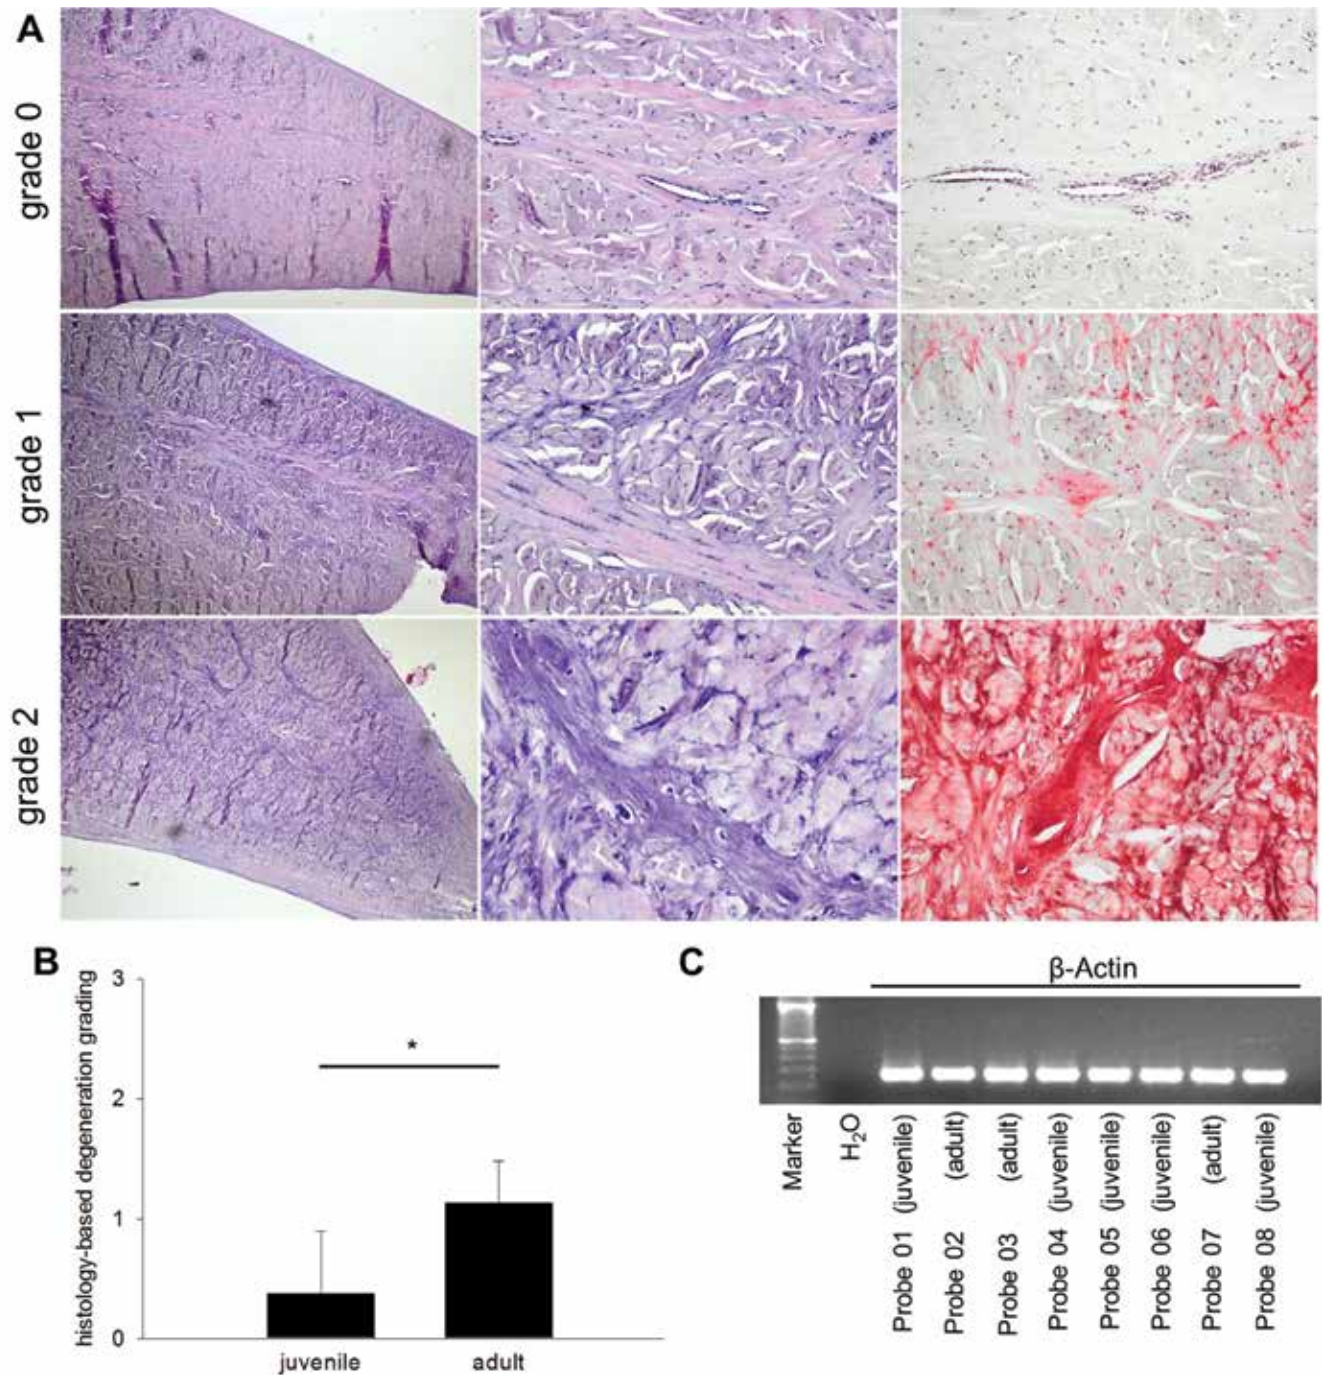 A
grade 0
grade 1
grade 2
B
histology-based degeneration grading
3
2
1
0
*
juvenile
adult
C
β-Actin
Marker
H₂O
Probe 01 (juvenile)
Probe 02 (adult)
Probe 03 (adult)
Probe 04 (juvenile)
Probe 05 (juvenile)
Probe 06 (juvenile)
Probe 07 (adult)
Probe 08 (juvenile)